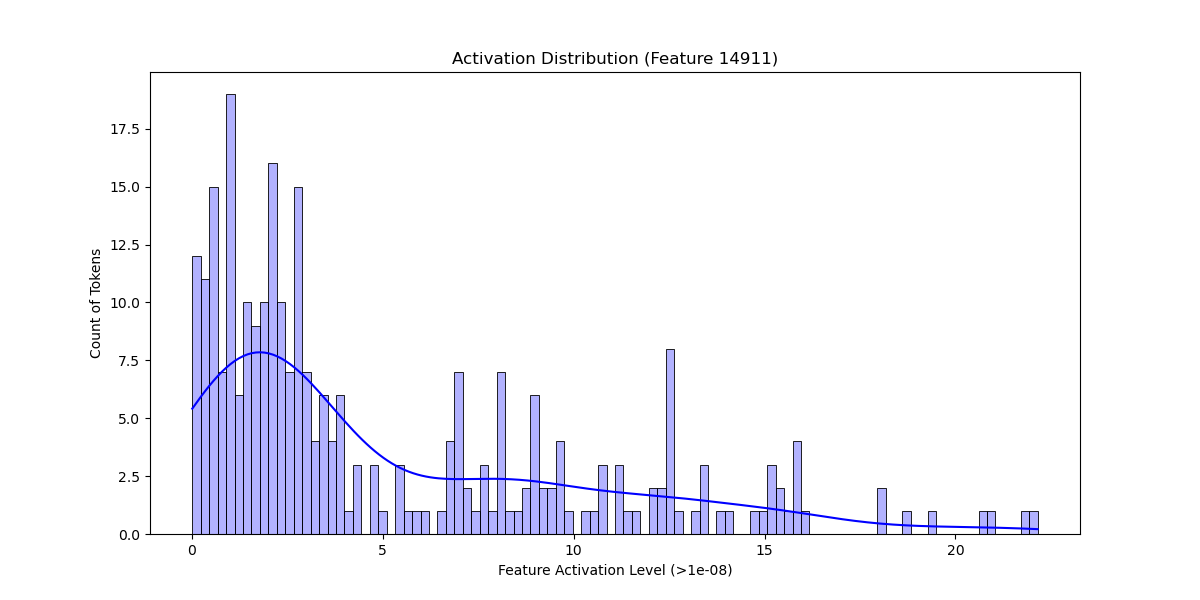 Activation Distribution (Feature 14911)
Count of Tokens
17.5
15.0
12.5
10.0
7.5
5.0
2.5
0.0
0 5 10 15 20
Feature Activation Level (>1e-08)